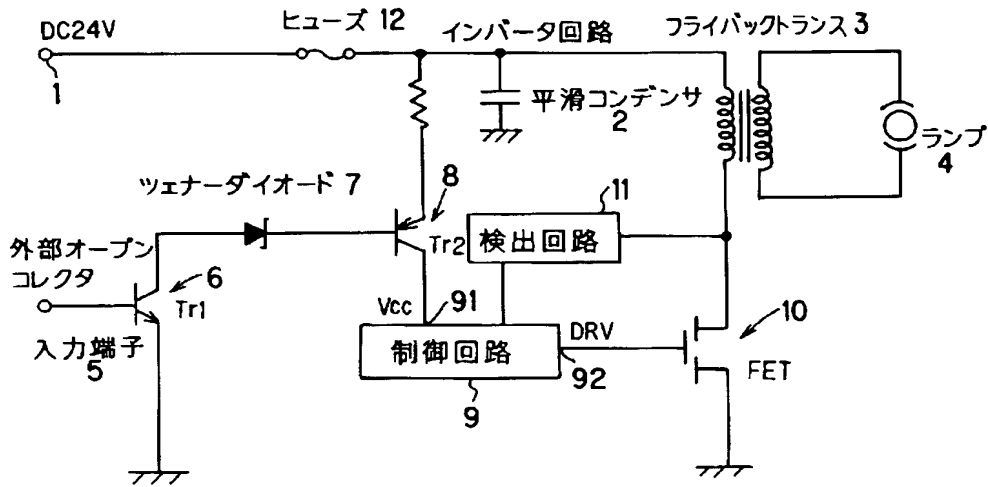 DC24V
1
ヒューズ 12
インバータ回路
フライバックトランス 3
平滑コンデンサ
2
ランプ
4
ツェナーダイオード 7
8
Tr2
11
検出回路
外部オープン
コレクタ
6
Tr1
入力端子
5
Vcc
91
制御回路
9
DRV
92
10
FET